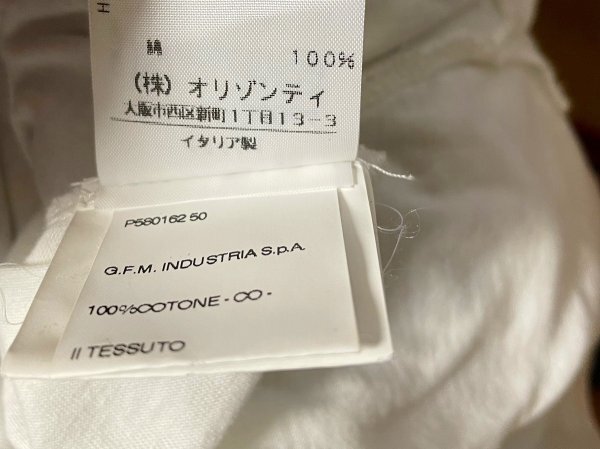 H
綿 100%
(株)オリゾンティ
大阪市西区新町1丁目13-3
イタリア製
P580162 50
G.F.M. INDUSTRIA S.p.A.
100%COTONE - CO -
II TESSUTO